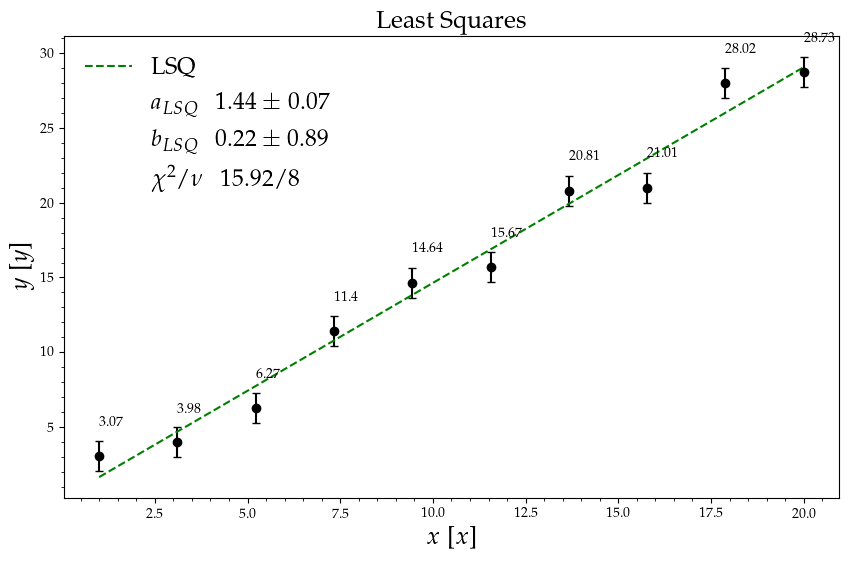 Least Squares
LSQ
a_LSQ 1.44 ± 0.07
b_LSQ 0.22 ± 0.89
χ²/ν 15.92/8
3.07
3.98
6.27
11.4
14.64
15.67
20.81
21.01
28.02
28.73
30
25
20
15
10
5
y [y]
2.5 5.0 7.5 10.0 12.5 15.0 17.5 20.0
x [x]